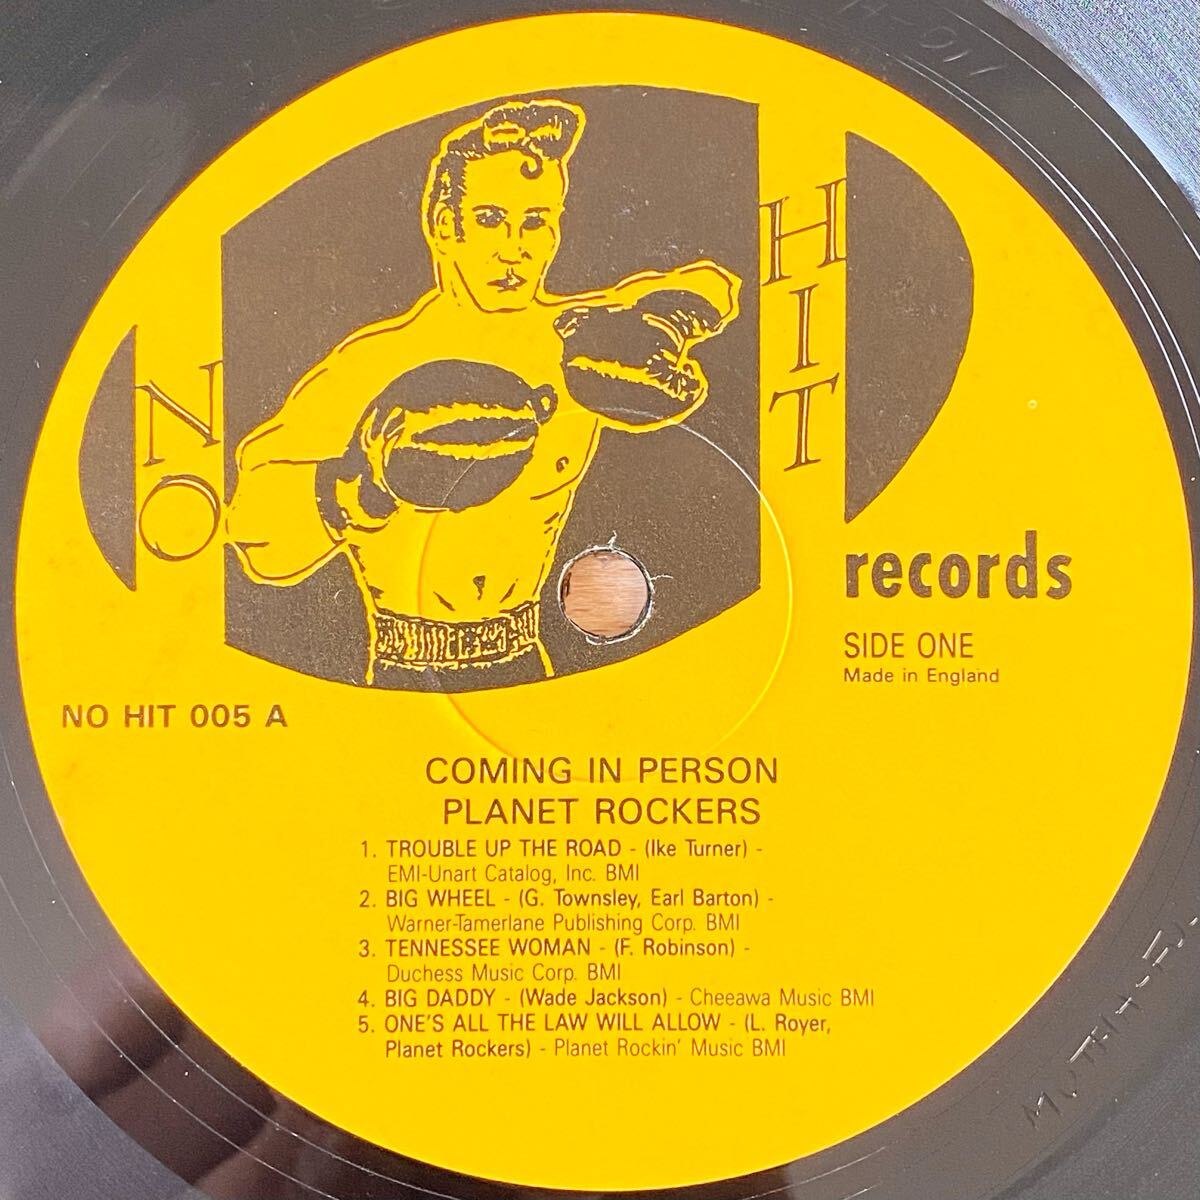 NO
HIT
records
SIDE ONE
Made in England
NO HIT 005 A
COMING IN PERSON
PLANET ROCKERS
1. TROUBLE UP THE ROAD - (Ike Turner) -
EMI-Unart Catalog, Inc. BMI
2. BIG WHEEL - (G. Townsley, Earl Barton) -
Warner-Tamerlane Publishing Corp. BMI
3. TENNESSEE WOMAN - (F. Robinson) -
Duchess Music Corp. BMI
4. BIG DADDY - (Wade Jackson) - Cheeawa Music BMI
5. ONE'S ALL THE LAW WILL ALLOW - (L. Royer,
Planet Rockers) - Planet Rockin' Music BMI